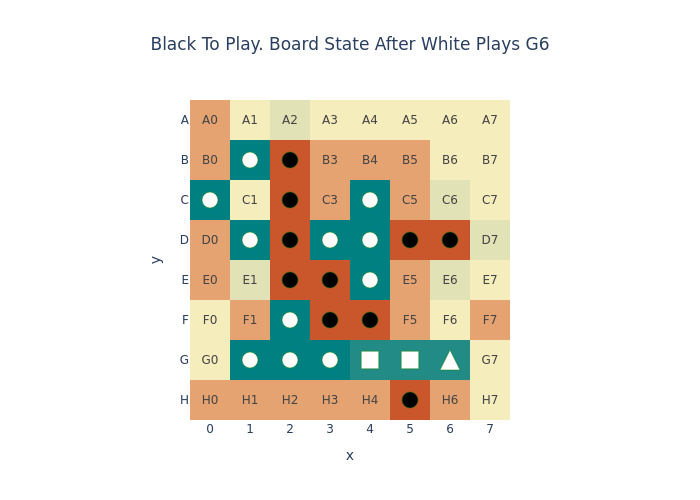 Black To Play. Board State After White Plays G6
A A0 A1 A2 A3 A4 A5 A6 A7
B B0 B3 B4 B5 B6 B7
C C1 C3 C5 C6 C7
D D0 D7
E E0 E1 E5 E6 E7
F F0 F1 F5 F6 F7
G G0 G7
H H0 H1 H2 H3 H4 H6 H7
0 1 2 3 4 5 6 7
x
y